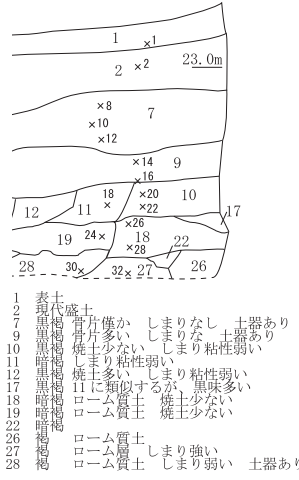 1
×1
2
×2
23.0m
×8
7
×10
×12
×14
9
×16
18
×
×20
10
×22
12
11
17
×26
19
24×
18
×28
22
28
30×
32×
27
26
1 表土
2 現代盛土
7 黒褐 骨片僅か しまりなし 土器あり
9 黒褐 骨片多い しまりな 土器あり
10 黒褐 焼土少ない しまり粘性弱い
11 暗褐 しまり粘性弱い
12 黒褐 焼土多い しまり粘性弱い
17 黒褐 11に類似するが、黒味多い
18 暗褐 ローム質土 焼土少ない
19 暗褐 ローム質土 焼土少ない
22 暗褐
26 褐 ローム質土
27 褐 ローム層 しまり強い
28 褐 ローム質土 しまり弱い 土器あり